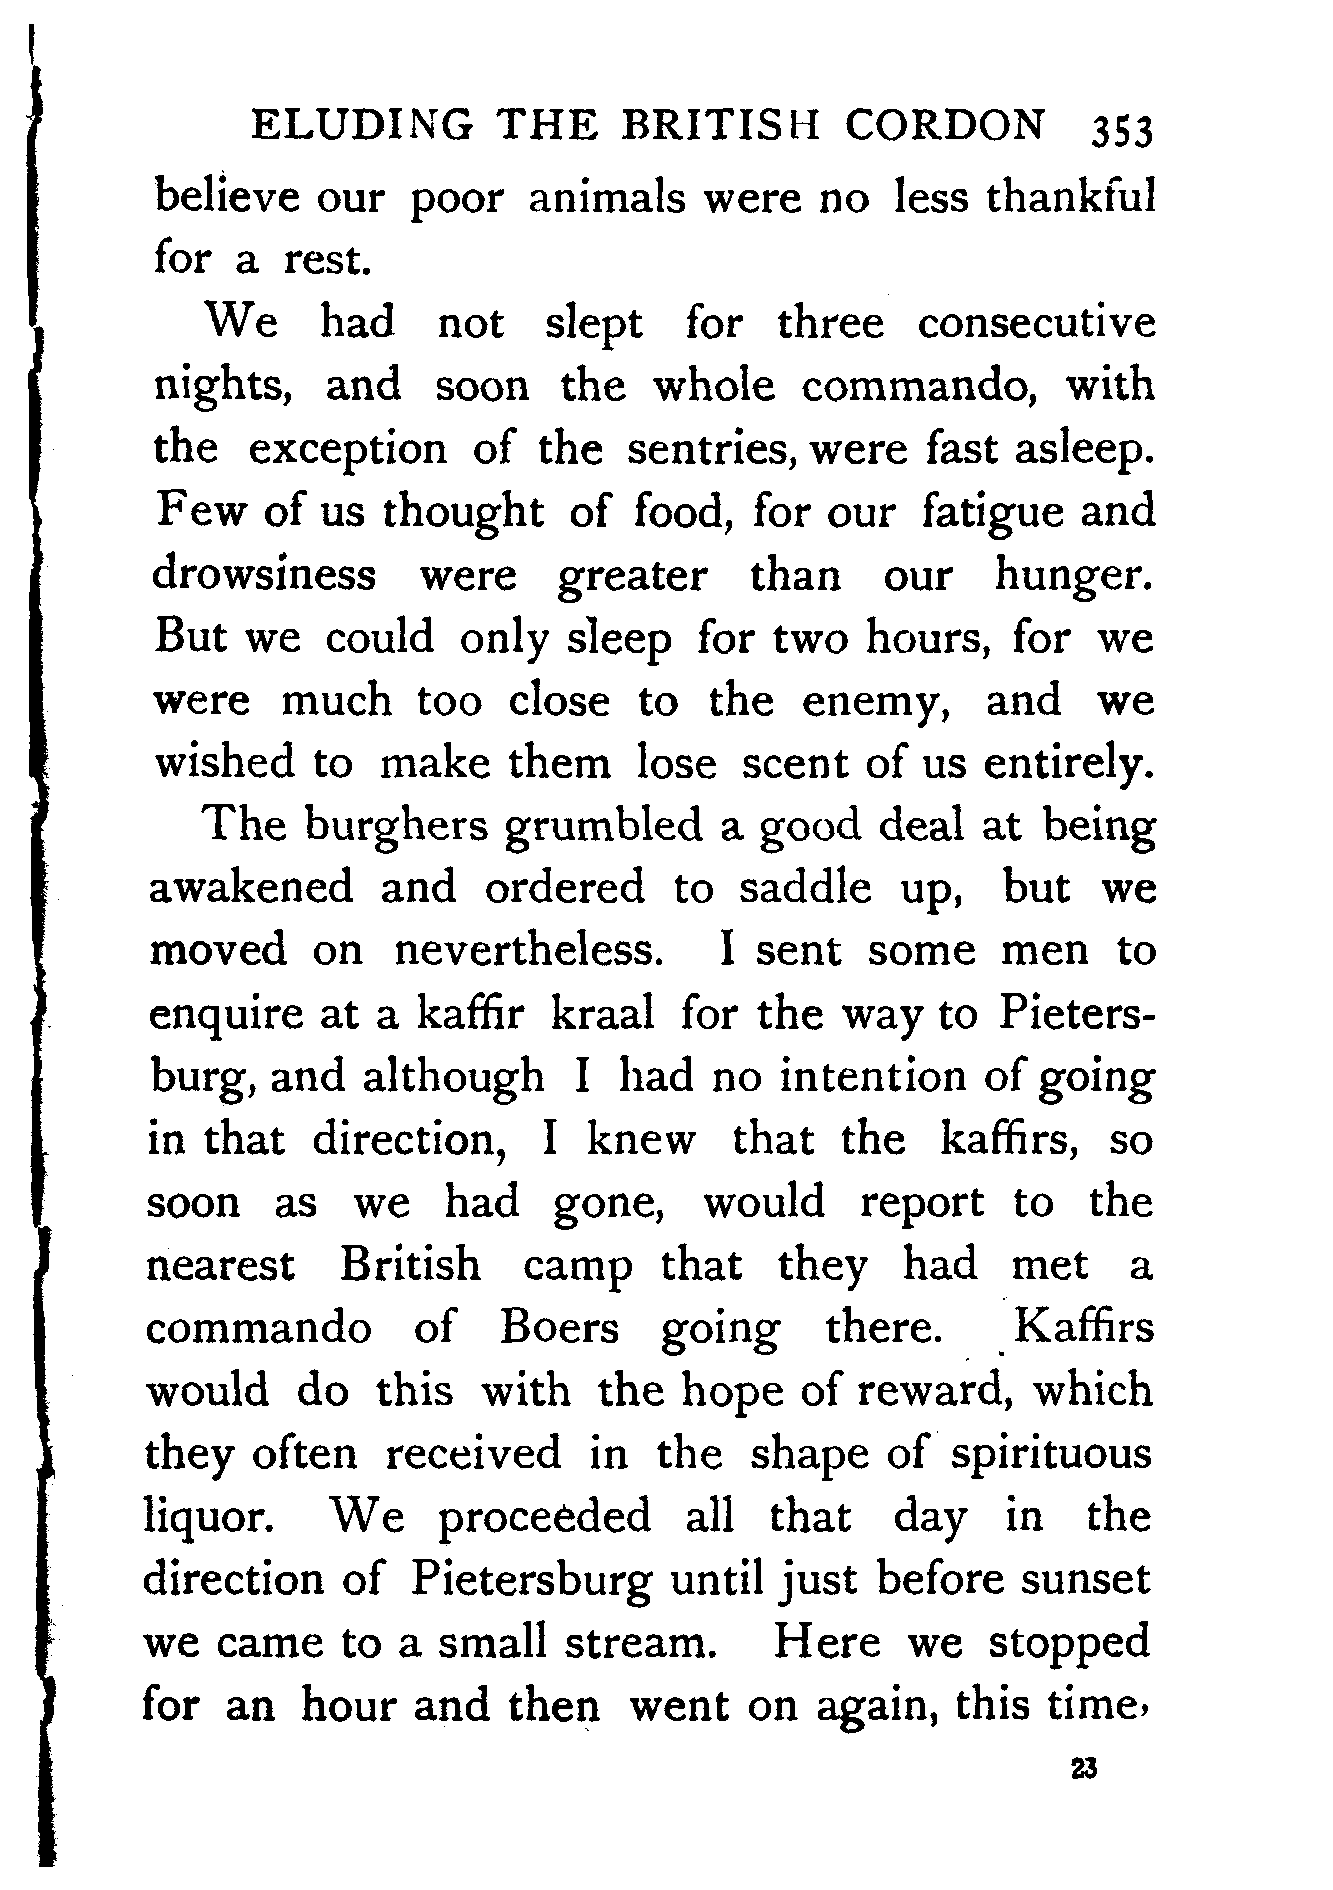 ELUDING THE BRITISH CORDON 353
believe our poor animals were no less thankful
for a rest.
We had not slept for three consecutive
nights, and soon the whole commando, with
the exception of the sentries, were fast asleep.
Few of us thought of food, for our fatigue and
drowsiness were greater than our hunger.
But we could only sleep for two hours, for we
were much too close to the enemy, and we
wished to make them lose scent of us entirely.
The burghers grumbled a good deal at being
awakened and ordered to saddle up, but we
moved on nevertheless. I sent some men to
enquire at a kaffir kraal for the way to Pieters-
burg, and although I had no intention of going
in that direction, I knew that the kaffirs, so
soon as we had gone, would report to the
nearest British camp that they had met a
commando of Boers going there. Kaffirs
would do this with the hope of reward, which
they often received in the shape of spirituous
liquor. We proceeded all that day in the
direction of Pietersburg until just before sunset
we came to a small stream. Here we stopped
for an hour and then went on again, this time,
23